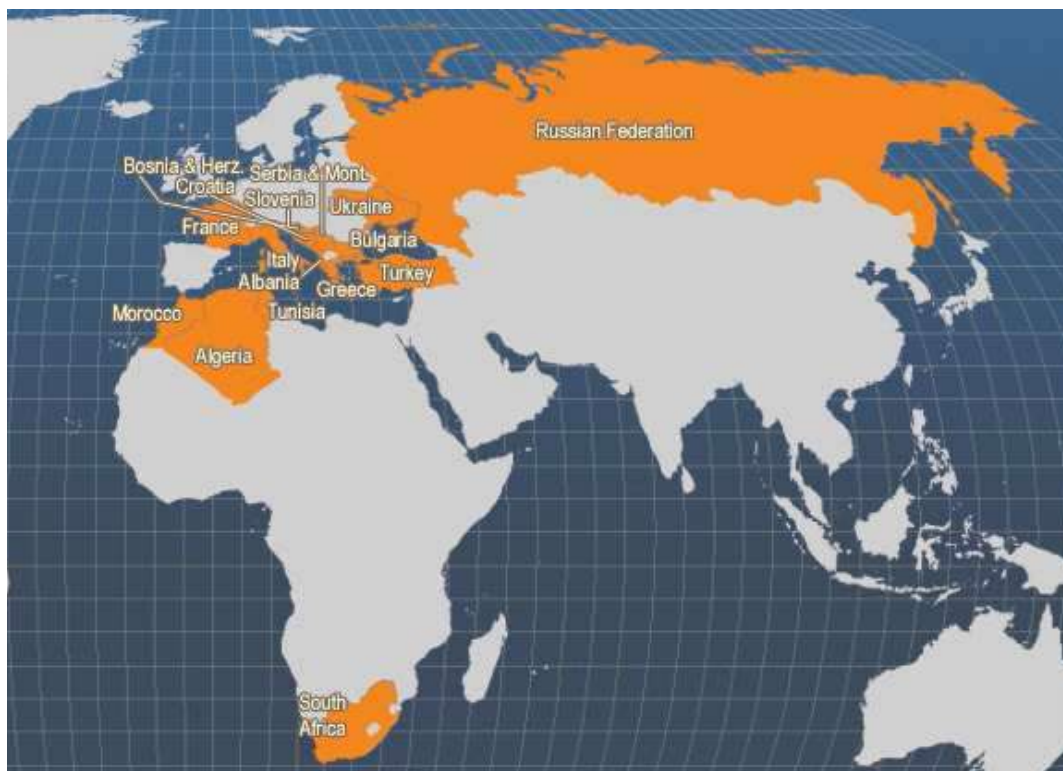 Russian Federation
Bosnia & Herz.
Serbia & Mont.
Croatia
Slovenia
Ukraine
France
Bulgaria
Italy
Albania
Greece
Turkey
Morocco
Tunisia
Algeria
South
Africa